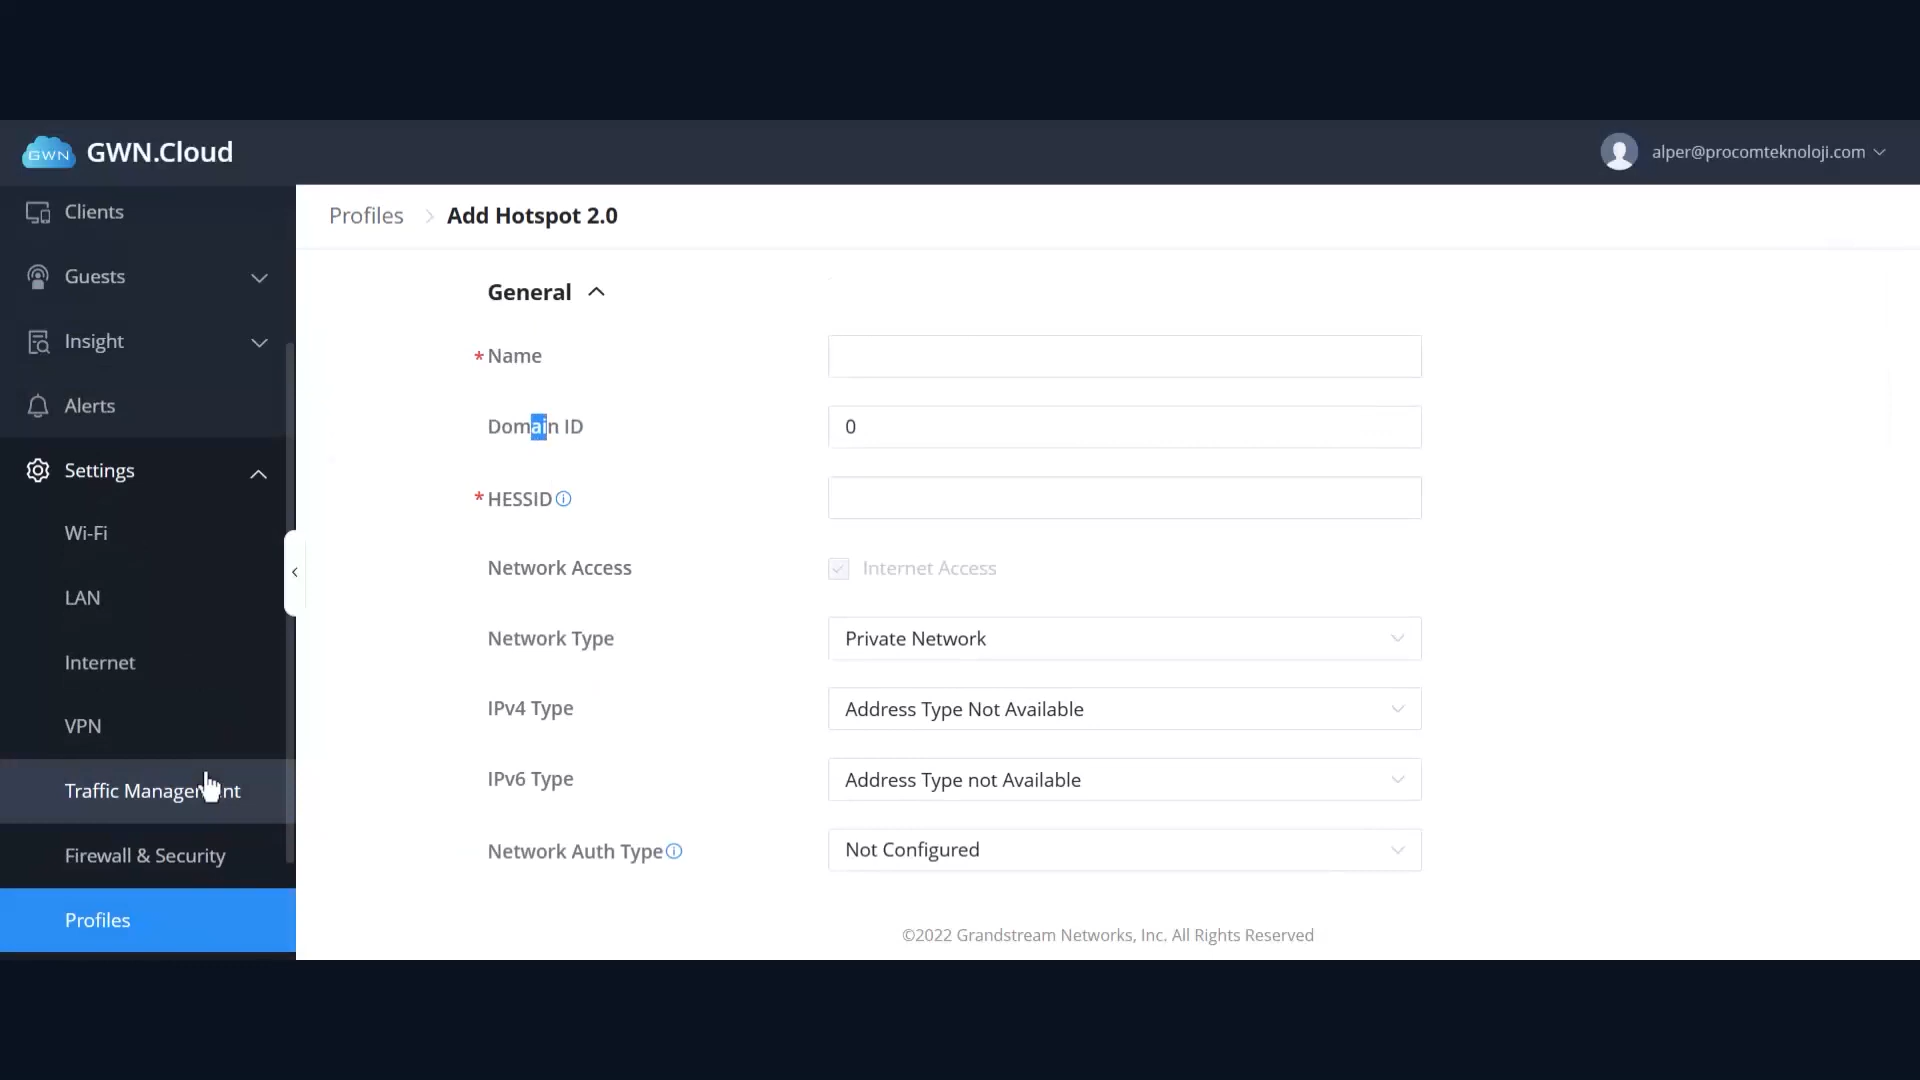 GWN GWN.Cloud
alper@procomteknoloji.com
Clients
Guests
Insight
Alerts
Settings
Wi-Fi
LAN
Internet
VPN
Traffic Management
Firewall & Security
Profiles
Profiles > Add Hotspot 2.0
General
* Name
Domain ID 0
* HESSID
Network Access Internet Access
Network Type Private Network
IPv4 Type Address Type Not Available
IPv6 Type Address Type not Available
Network Auth Type Not Configured
©2022 Grandstream Networks, Inc. All Rights Reserved